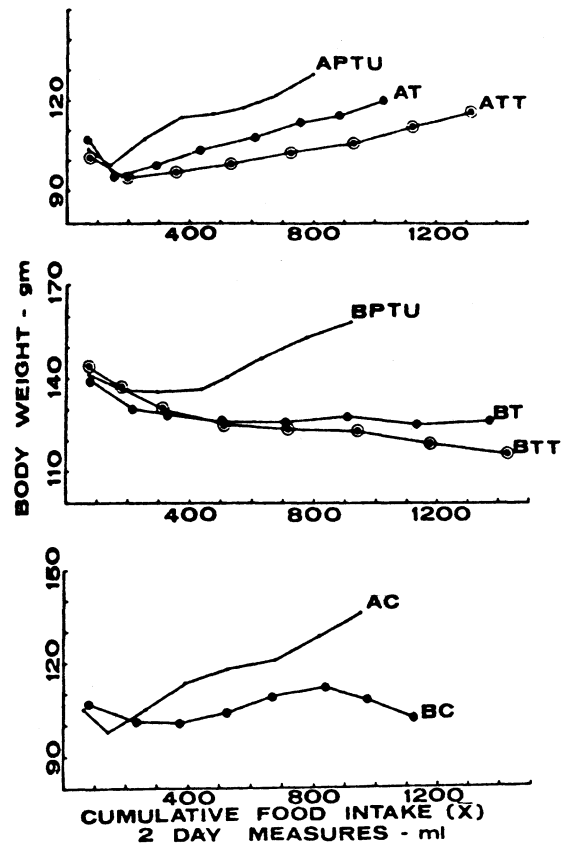 120
90
APTU
AT
ATT
400
800
1200
BODY WEIGHT - gm
170
140
110
BPTU
BT
BTT
400
800
1200
150
120
90
AC
BC
400
800
1200
CUMULATIVE FOOD INTAKE (X̄)
2 DAY MEASURES - ml